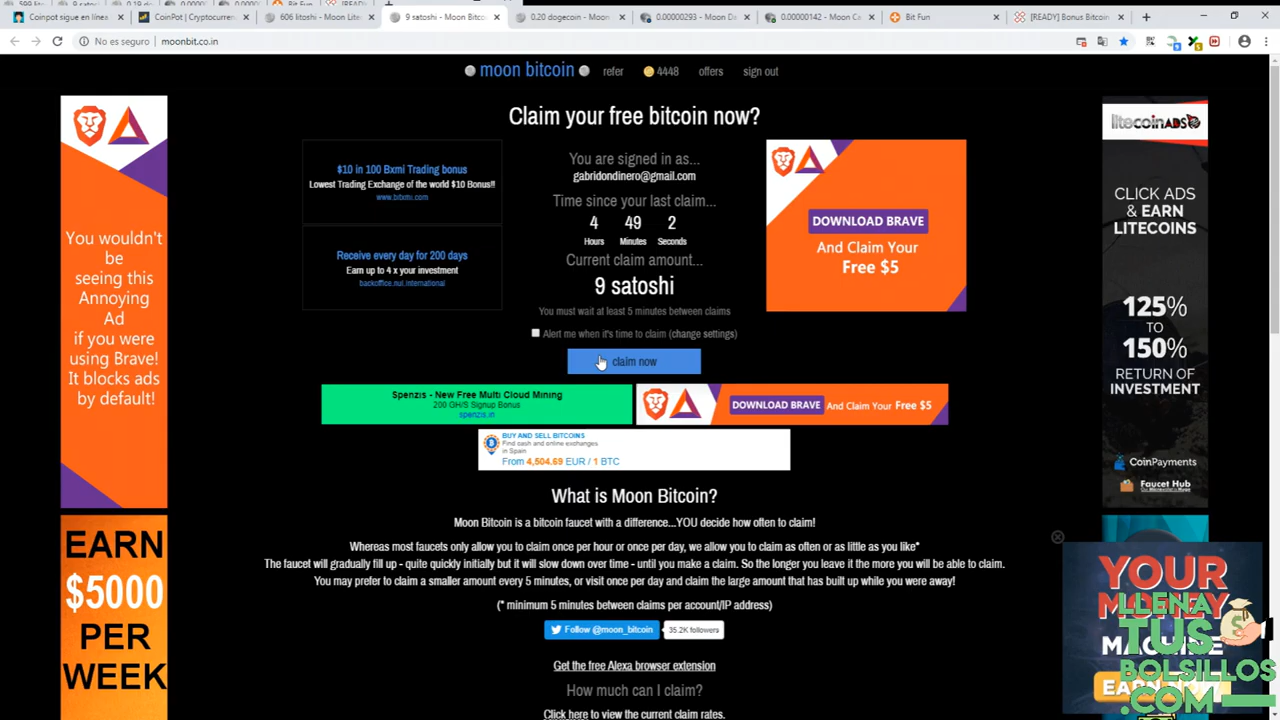 Coinpot sigue en línea
CoinPot | Cryptocurren
606 litoshi - Moon Lite
9 satoshi - Moon Bitco
0.20 dogecoin - Moon
0.00000293 - Moon D
0.00000142 - Moon C
Bit Fun
[READY] Bonus Bitcoin
No es seguro | moonbit.co.in
moon bitcoin refer 4448 offers sign out
Claim your free bitcoin now?
$10 in 100 Bxmi Trading bonus
Lowest Trading Exchange of the world $10 Bonus!!
www.bitxmi.com
Receive every day for 200 days
Earn up to 4 x your investment
backoffice.nui.international
You are signed in as...
gabridondinero@gmail.com
Time since your last claim...
4 49 2
Hours Minutes Seconds
Current claim amount...
9 satoshi
You must wait at least 5 minutes between claims
Alert me when it's time to claim (change settings)
claim now
DOWNLOAD BRAVE
And Claim Your
Free $5
You wouldn't
be
seeing this
Annoying
Ad
if you were
using Brave!
It blocks ads
by default!
litecoinADS
CLICK ADS
& EARN
LITECOINS
125%
TO
150%
RETURN OF
INVESTMENT
CoinPayments
Faucet Hub
Spenzis - New Free Multi Cloud Mining
200 GH/S Signup Bonus
spenzis.in
DOWNLOAD BRAVE And Claim Your Free $5
BUY AND SELL BITCOINS
Find cash and online exchanges
in Spain
From 4,504.69 EUR / 1 BTC
What is Moon Bitcoin?
Moon Bitcoin is a bitcoin faucet with a difference...YOU decide how often to claim!
Whereas most faucets only allow you to claim once per hour or once per day, we allow you to claim as often or as little as you like*
The faucet will gradually fill up - quite quickly initially but it will slow down over time - until you make a claim. So the longer you leave it the more you will be able to claim.
You may prefer to claim a smaller amount every 5 minutes, or visit once per day and claim the large amount that has built up while you were away!
(* minimum 5 minutes between claims per account/IP address)
Follow @moon_bitcoin 35.2K followers
Get the free Alexa browser extension
How much can I claim?
Click here to view the current claim rates.
EARN
$5000
PER
WEEK
YOUR
MONEY
MACHINE
LLENA
TUS
BOLSILLOS
.COM